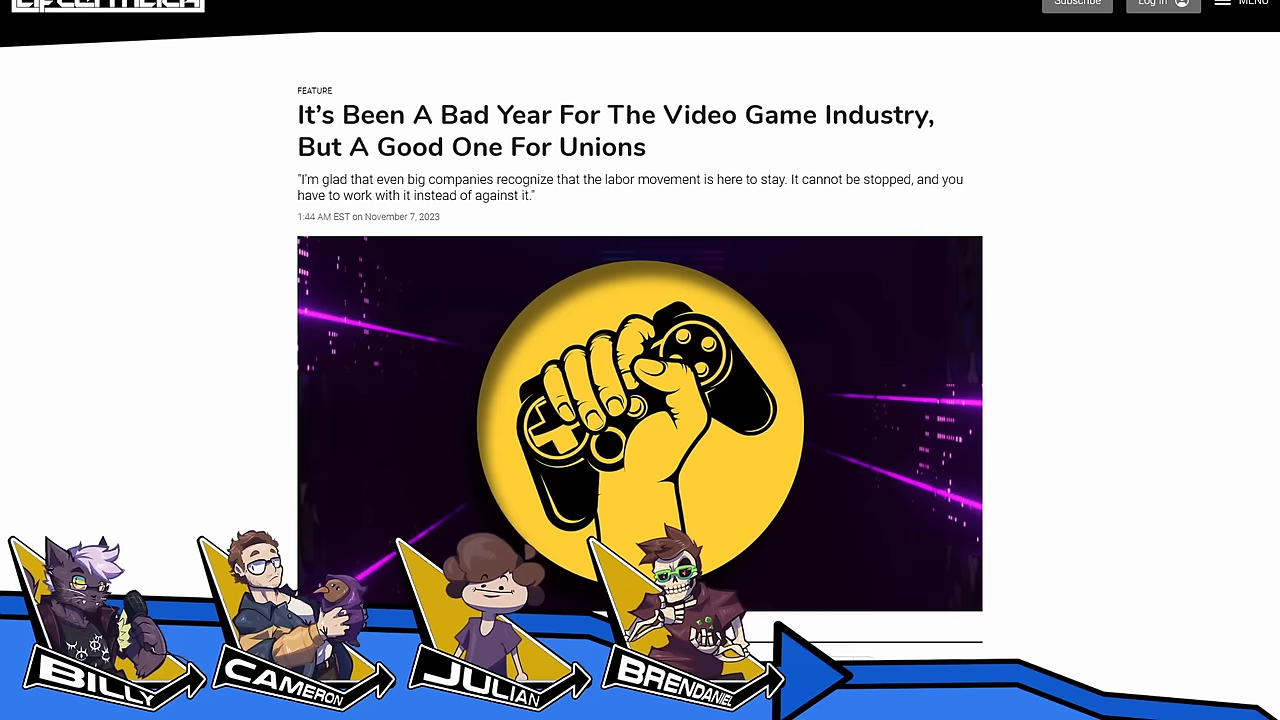 Subscribe
Log in
MENU
FEATURE
It's Been A Bad Year For The Video Game Industry,
But A Good One For Unions
"I'm glad that even big companies recognize that the labor movement is here to stay. It cannot be stopped, and you
have to work with it instead of against it."
1:44 AM EST on November 7, 2023
BILLY
CAMERON
JULIAN
BRENDANIEL